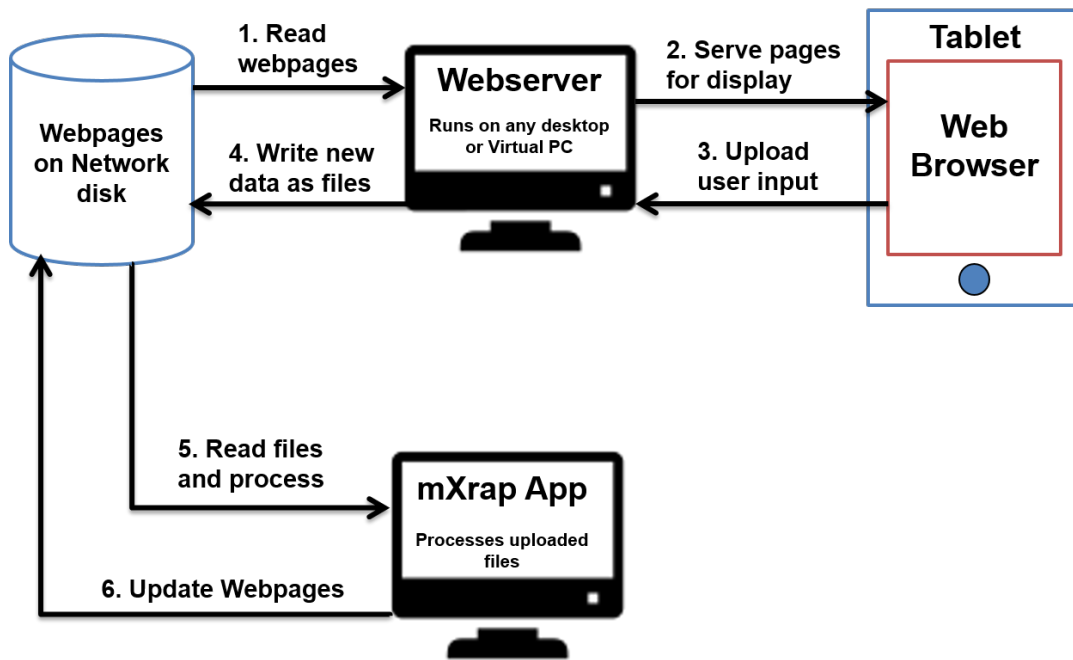 1. Read
webpages
Webserver
Runs on any desktop
or Virtual PC
2. Serve pages
for display
Tablet
Web
Browser
Webpages
on Network
disk
4. Write new
data as files
3. Upload
user input
5. Read files
and process
mXrap App
Processes uploaded
files
6. Update Webpages